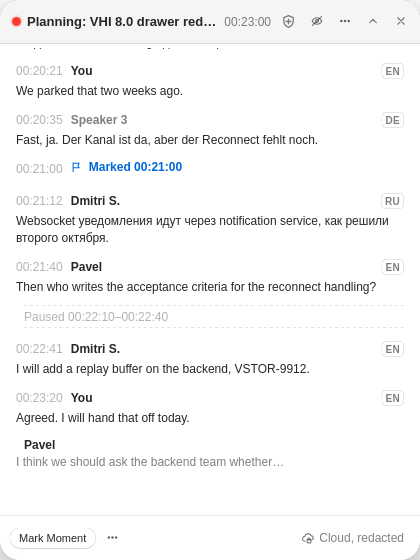 Planning: VHI 8.0 drawer red… 00:23:00
00:20:21 You EN
We parked that two weeks ago.
00:20:35 Speaker 3 DE
Fast, ja. Der Kanal ist da, aber der Reconnect fehlt noch.
00:21:00 Marked 00:21:00
00:21:12 Dmitri S. RU
Websocket уведомления идут через notification service, как решили
второго октября.
00:21:40 Pavel EN
Then who writes the acceptance criteria for the reconnect handling?
Paused 00:22:10–00:22:40
00:22:41 Dmitri S. EN
I will add a replay buffer on the backend, VSTOR-9912.
00:23:20 You EN
Agreed. I will hand that off today.
Pavel
I think we should ask the backend team whether…
Mark Moment ••• Cloud, redacted